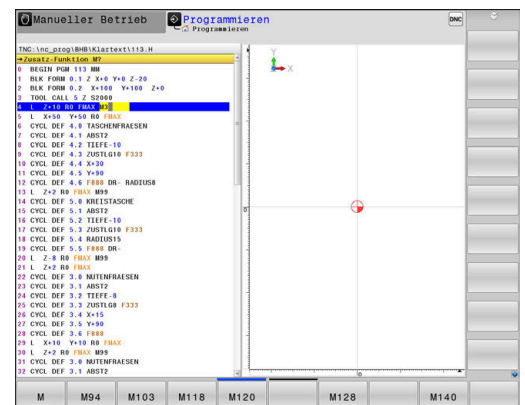 Manueller Betrieb
Programmieren
Programmieren
DNC
TNC:\nc_prog\BHB\Klartext\113.H
→Zusatz-Funktion M?
0 BEGIN PGM 113 MM
1 BLK FORM 0.1 Z X+0 Y+0 Z-20
2 BLK FORM 0.2 X+100 Y+100 Z+0
3 TOOL CALL 5 Z S2000
4 L Z+10 R0 FMAX M3
5 L X+50 Y+50 R0 FMAX
6 CYCL DEF 4.0 TASCHENFRAESEN
7 CYCL DEF 4.1 ABST2
8 CYCL DEF 4.2 TIEFE-10
9 CYCL DEF 4.3 ZUSTLG10 F333
10 CYCL DEF 4.4 X+30
11 CYCL DEF 4.5 Y+90
12 CYCL DEF 4.6 F888 DR- RADIUS8
13 L Z+2 R0 FMAX M99
14 CYCL DEF 5.0 KREISTASCHE
15 CYCL DEF 5.1 ABST2
16 CYCL DEF 5.2 TIEFE-10
17 CYCL DEF 5.3 ZUSTLG10 F333
18 CYCL DEF 5.4 RADIUS15
19 CYCL DEF 5.5 F888 DR-
20 L Z-8 R0 FMAX M99
21 L Z+2 R0 FMAX
22 CYCL DEF 3.0 NUTENFRAESEN
23 CYCL DEF 3.1 ABST2
24 CYCL DEF 3.2 TIEFE-8
25 CYCL DEF 3.3 ZUSTLG8 F333
26 CYCL DEF 3.4 X+15
27 CYCL DEF 3.5 Y+90
28 CYCL DEF 3.6 F888
29 L X+10 Y+10 R0 FMAX
30 L Z+2 R0 FMAX M99
31 CYCL DEF 3.0 NUTENFRAESEN
32 CYCL DEF 3.1 ABST2
Y
X
0
0
M M94 M103 M118 M120 M128 M140